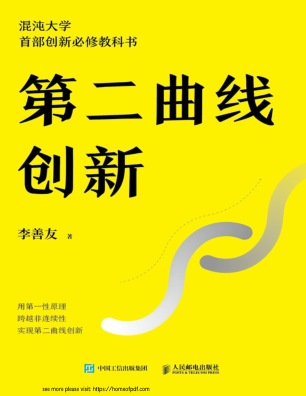 混沌大学
首部创新必修教科书
第二曲线
创新
李善友 著
用第一性原理
跨越非连续性
实现第二曲线创新
中国工信出版集团
人民邮电出版社
POSTS & TELECOM PRESS
see more please visit: https://homeofpdf.com